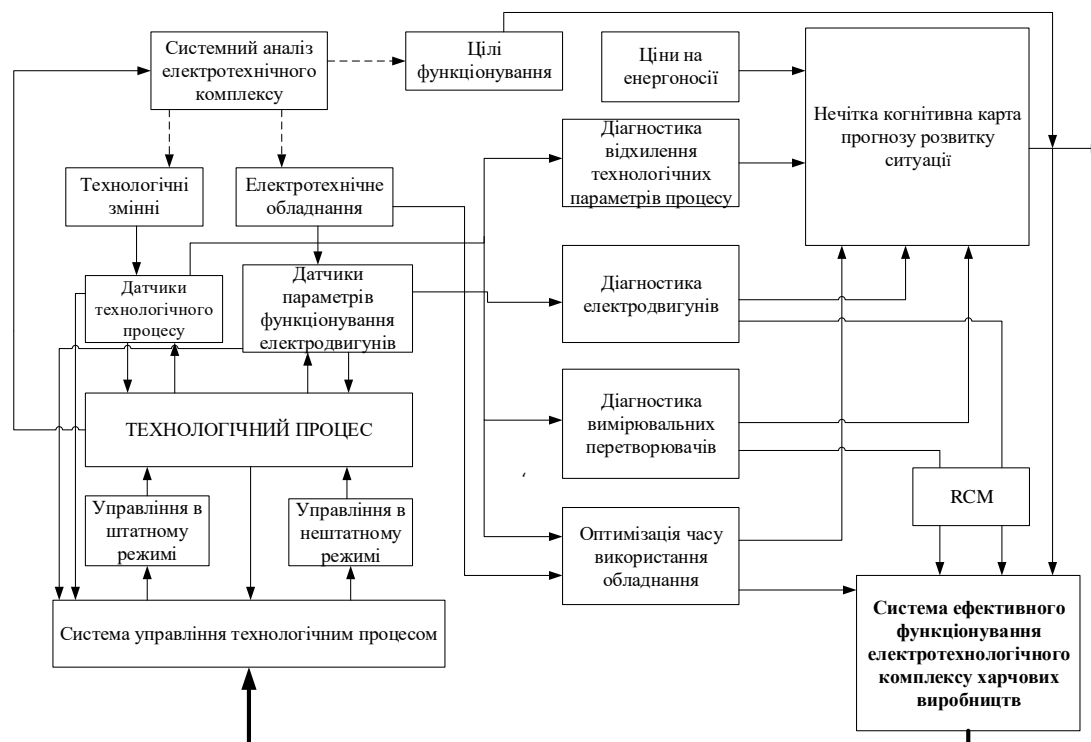 Системний аналіз
електротехнічного
комплексу
Цілі
функціонування
Ціни на
енергоносії
Нечітка когнітивна карта
прогнозу розвитку
ситуації
Діагностика
відхилення
технологічних
параметрів процесу
Технологічні
змінні
Електротехнічне
обладнання
Датчики
технологічного
процесу
Датчики
параметрів
функціонування
електродвигунів
Діагностика
електродвигунів
ТЕХНОЛОГІЧНИЙ ПРОЦЕС
Діагностика
вимірювальних
перетворювачів
RCM
Управління в
штатному
режимі
Управління в
нештатному
режимі
Оптимізація часу
використання
обладнання
Система управління технологічним процесом
Система ефективного
функціонування
електротехнологічного
комплексу харчових
виробництв